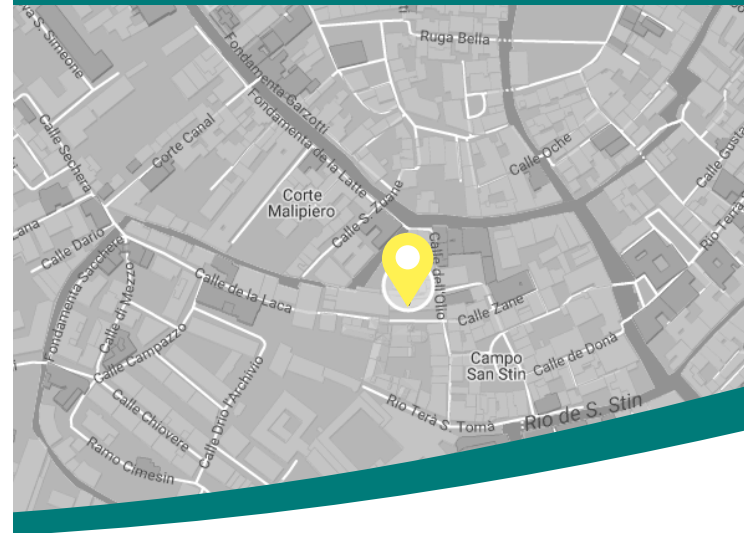 S. Simeone
Ruga Bella
Fondamenta Garzotti
Fondamenta de la Latte
Calle Sechera
Corte Canal
Calle Oche
Corte
Malipiero
Calle S. Zuane
Calle Dario
Calle dell'Olio
Fondamenta Sacchere
Calle di Mezzo
Calle de la Laca
Calle Zane
Calle Campazzo
Campo
San Stin
Calle de Donà
Calle Drio l'Archivio
Calle Chiovere
Rio Terà S. Tomà
Rio de S. Stin
Ramo Cimesin